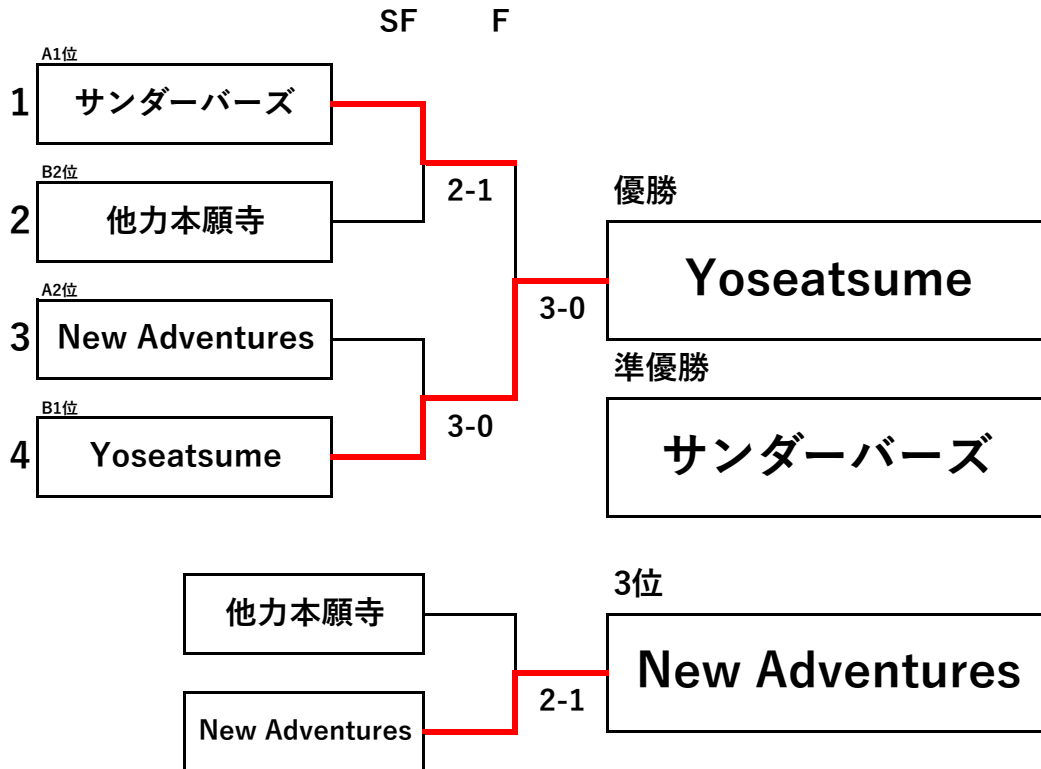 SF F
A1位
1 サンダーバーズ
B2位
2 他力本願寺
2-1
優勝
Yoseatsume
3-0
A2位
3 New Adventures
準優勝
サンダーバーズ
B1位
4 Yoseatsume
3-0
他力本願寺
3位
New Adventures
2-1
New Adventures